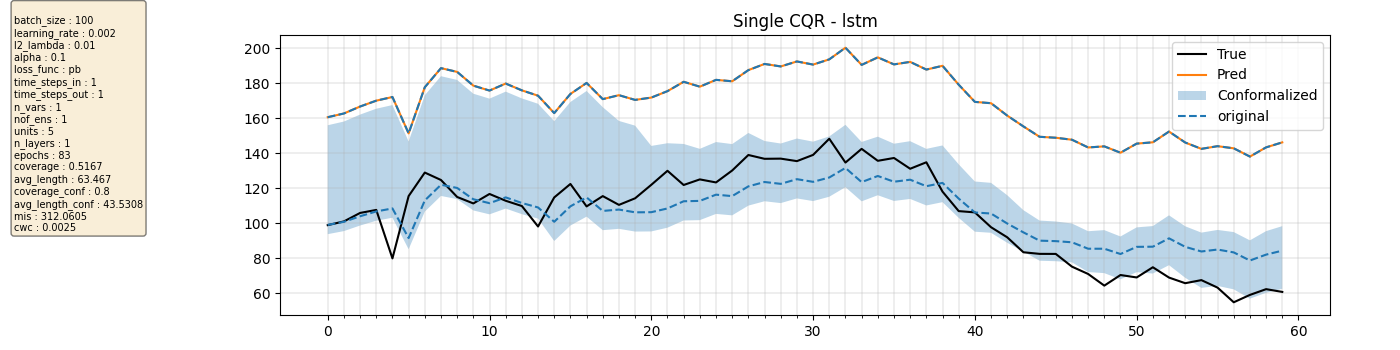 batch_size : 100
learning_rate : 0.002
l2_lambda : 0.01
alpha : 0.1
loss_func : pb
time_steps_in : 1
time_steps_out : 1
n_vars : 1
nof_ens : 1
units : 5
n_layers : 1
epochs : 83
coverage : 0.5167
avg_length : 63.467
coverage_conf : 0.8
avg_length_conf : 43.5308
mis : 312.0605
cwc : 0.0025
Single CQR - lstm
200
180
160
140
120
100
80
60
True
Pred
Conformalized
original
0 10 20 30 40 50 60